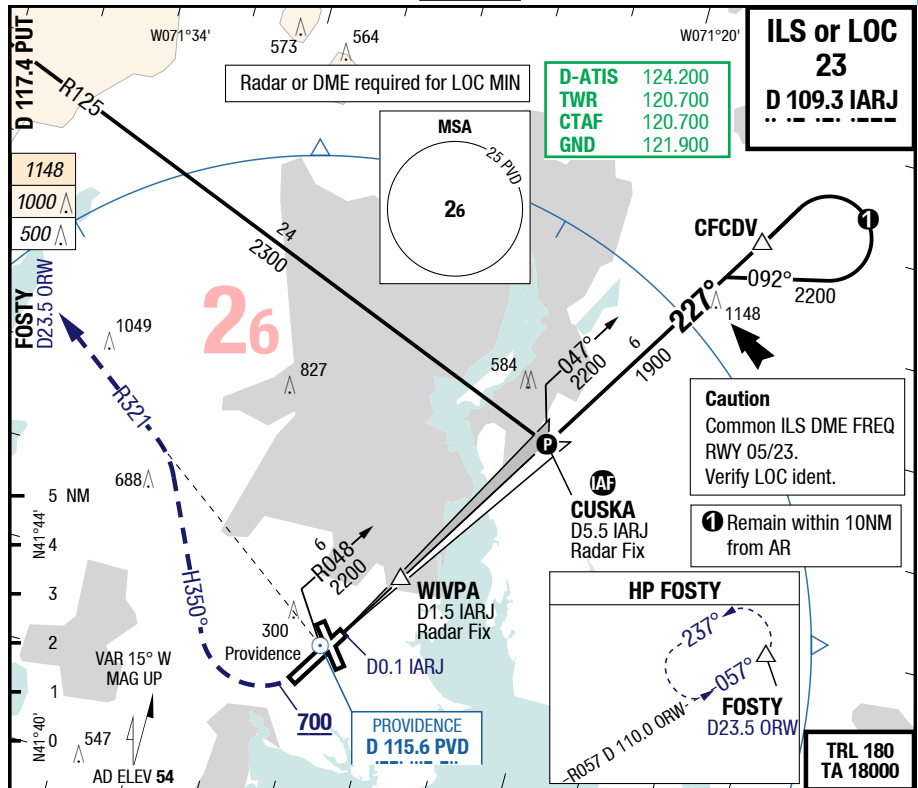 D 117.4 PUT
W071°34'
573
564
W071°20'
ILS or LOC
23
D 109.3 IARJ
Radar or DME required for LOC MIN
D-ATIS 124.200
TWR 120.700
CTAF 120.700
GND 121.900
R125
MSA
25 PVD
26
1148
1000
500
24
2300
CFCDV
1
092°
2200
FOSTY
D23.5 ORW
26
1049
827
227°
1148
584
047°
2200
6
1900
Caution
Common ILS DME FREQ
RWY 05/23.
Verify LOC ident.
R321
P
IAF
CUSKA
D5.5 IARJ
Radar Fix
688
5 NM
N41°44'
4
3
2
1
0
N41°40'
1 Remain within 10NM
from AR
6
R048
2200
WIVPA
D1.5 IARJ
Radar Fix
H350°
300
Providence
D0.1 IARJ
HP FOSTY
237°
057°
FOSTY
D23.5 ORW
R057 D 110.0 ORW
VAR 15° W
MAG UP
700
PROVIDENCE
D 115.6 PVD
547
AD ELEV 54
TRL 180
TA 18000